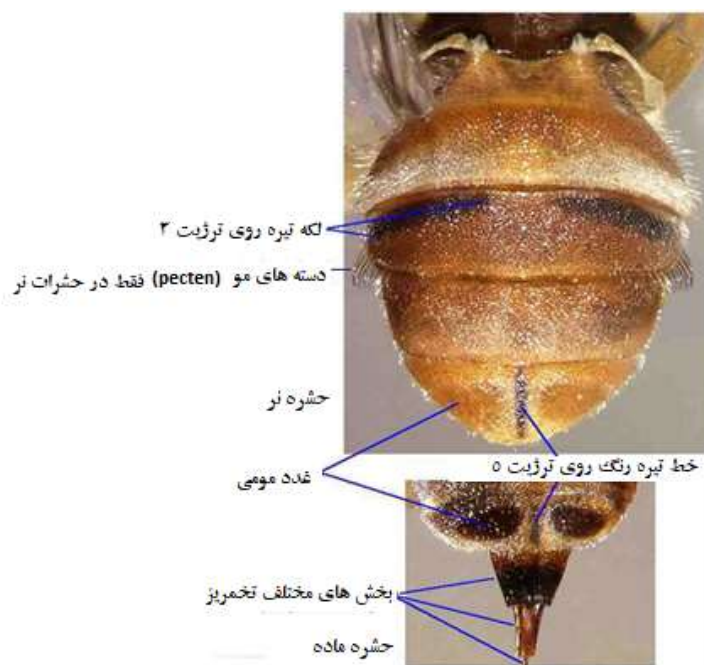 لکه تیره روی ترژیت ۳
دسته های مو (pecten) فقط در حشرات نر
حشره نر
خط تیره رنگ روی ترژیت ۵
غدد مومی
بخش های مختلف تخمریز
حشره ماده